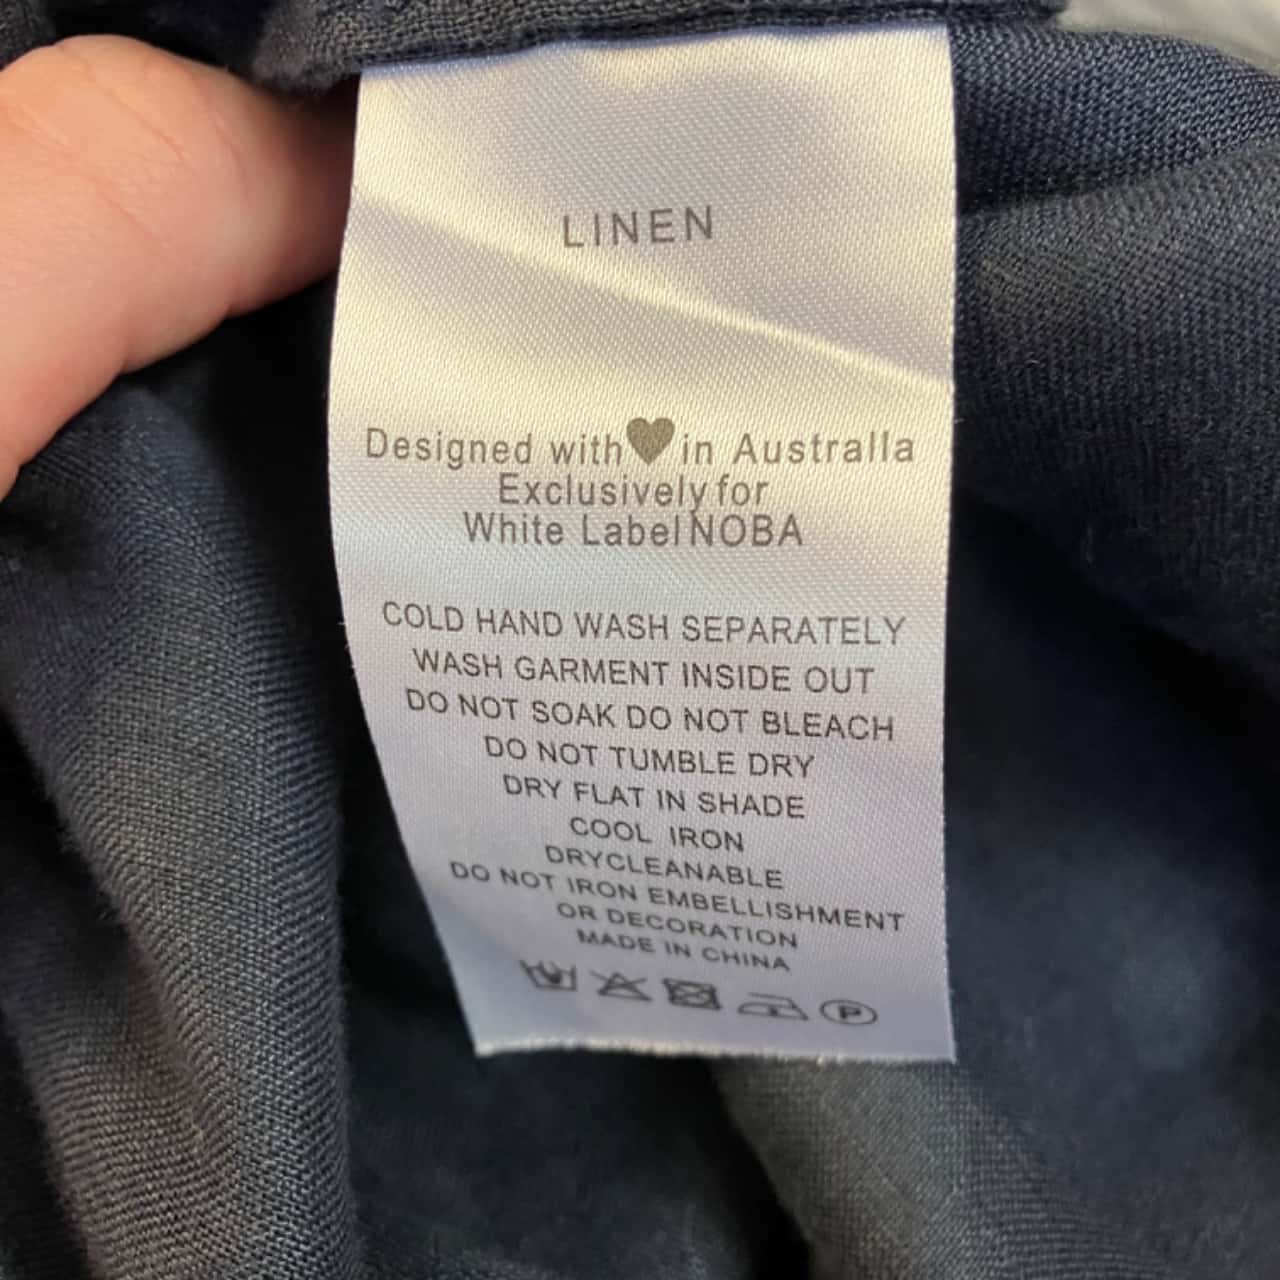 LINEN
Designed with♥in Australla
Exclusively for
White Label NOBA
COLD HAND WASH SEPARATELY
WASH GARMENT INSIDE OUT
DO NOT SOAK DO NOT BLEACH
DO NOT TUMBLE DRY
DRY FLAT IN SHADE
COOL IRON
DRYCLEANABLE
DO NOT IRON EMBELLISHMENT
OR DECORATION
MADE IN CHINA
P